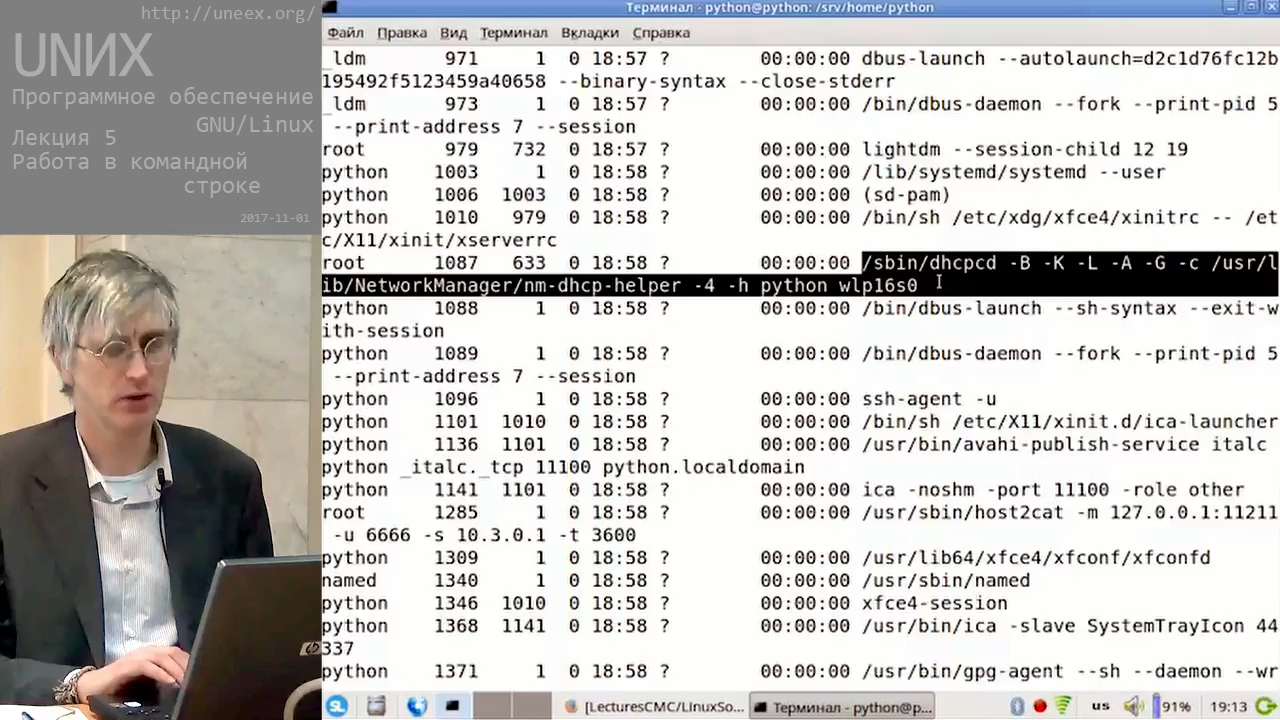 http://uneex.org/
UNИX
Программное обеспечение
GNU/Linux
Лекция 5
Работа в командной
строке
2017-11-01
Терминал - python@python: /srv/home/python
Файл Правка Вид Терминал Вкладки Справка
_ldm 971 1 0 18:57 ? 00:00:00 dbus-launch --autolaunch=d2c1d76fc12b
195492f5123459a40658 --binary-syntax --close-stderr
_ldm 973 1 0 18:57 ? 00:00:00 /bin/dbus-daemon --fork --print-pid 5
--print-address 7 --session
root 979 732 0 18:57 ? 00:00:00 lightdm --session-child 12 19
python 1003 1 0 18:58 ? 00:00:00 /lib/systemd/systemd --user
python 1006 1003 0 18:58 ? 00:00:00 (sd-pam)
python 1010 979 0 18:58 ? 00:00:00 /bin/sh /etc/xdg/xfce4/xinitrc -- /et
c/X11/xinit/xserverrc
root 1087 633 0 18:58 ? 00:00:00 /sbin/dhcpcd -B -K -L -A -G -c /usr/l
ib/NetworkManager/nm-dhcp-helper -4 -h python wlp16s0
python 1088 1 0 18:58 ? 00:00:00 /bin/dbus-launch --sh-syntax --exit-w
ith-session
python 1089 1 0 18:58 ? 00:00:00 /bin/dbus-daemon --fork --print-pid 5
--print-address 7 --session
python 1096 1 0 18:58 ? 00:00:00 ssh-agent -u
python 1101 1010 0 18:58 ? 00:00:00 /bin/sh /etc/X11/xinit.d/ica-launcher
python 1136 1101 0 18:58 ? 00:00:00 /usr/bin/avahi-publish-service italc
python _italc._tcp 11100 python.localdomain
python 1141 1101 0 18:58 ? 00:00:00 ica -noshm -port 11100 -role other
root 1285 1 0 18:58 ? 00:00:00 /usr/sbin/host2cat -m 127.0.0.1:11211
-u 6666 -s 10.3.0.1 -t 3600
python 1309 1 0 18:58 ? 00:00:00 /usr/lib64/xfce4/xfconf/xfconfd
named 1340 1 0 18:58 ? 00:00:00 /usr/sbin/named
python 1346 1010 0 18:58 ? 00:00:00 xfce4-session
python 1368 1141 0 18:58 ? 00:00:00 /usr/bin/ica -slave SystemTrayIcon 44
337
python 1371 1 0 18:58 ? 00:00:00 /usr/bin/gpg-agent --sh --daemon --wr
SL [LecturesCMC/LinuxSo... Терминал - python@p... us 91% 19:13
hp